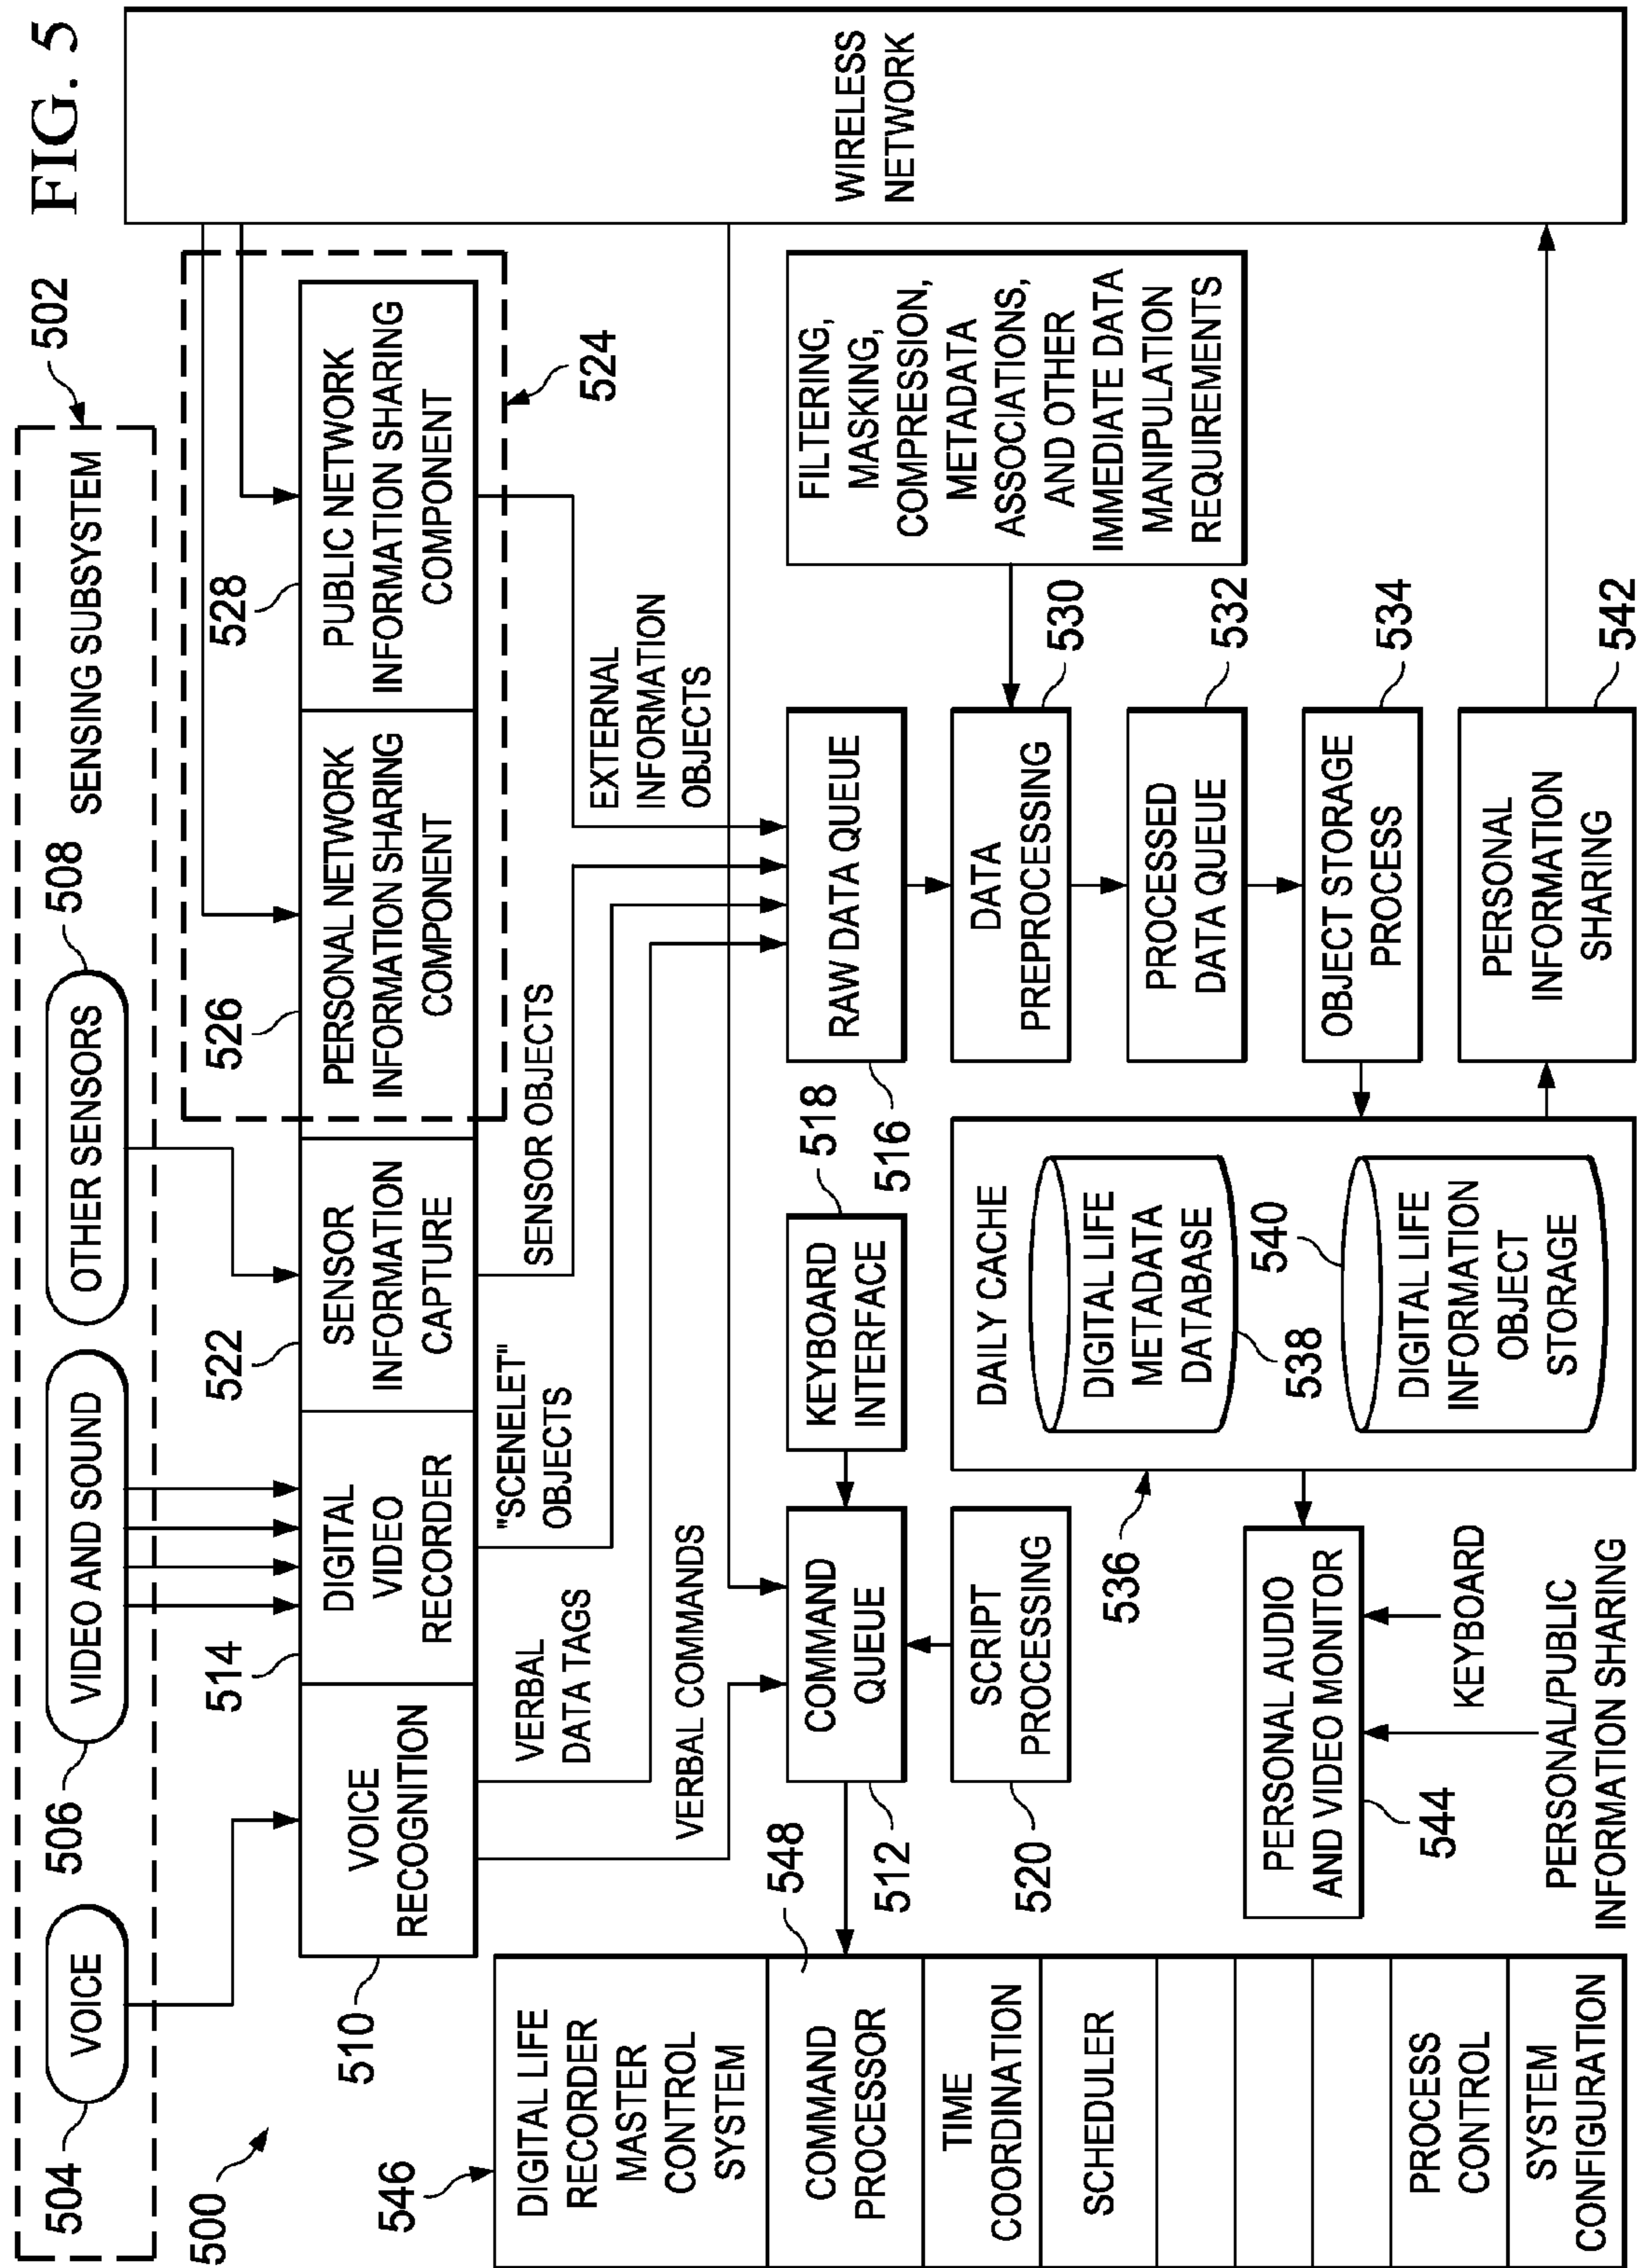 FIG. 5
502
SENSING SUBSYSTEM
504
VOICE
506
VIDEO AND SOUND
508
OTHER SENSORS
500
510
VOICE
RECOGNITION
514
DIGITAL
VIDEO
RECORDER
522
SENSOR
INFORMATION
CAPTURE
526
PERSONAL NETWORK
INFORMATION SHARING
COMPONENT
528
PUBLIC NETWORK
INFORMATION SHARING
COMPONENT
524
WIRELESS
NETWORK
VERBAL
DATA TAGS
"SCENELET"
OBJECTS
SENSOR OBJECTS
EXTERNAL
INFORMATION
OBJECTS
VERBAL COMMANDS
546
DIGITAL LIFE
RECORDER
MASTER
CONTROL
SYSTEM
548
COMMAND
PROCESSOR
TIME
COORDINATION
SCHEDULER
PROCESS
CONTROL
SYSTEM
CONFIGURATION
512
COMMAND
QUEUE
518
KEYBOARD
INTERFACE
520
SCRIPT
PROCESSING
516
RAW DATA QUEUE
FILTERING,
MASKING,
COMPRESSION,
METADATA
ASSOCIATIONS,
AND OTHER
IMMEDIATE DATA
MANIPULATION
REQUIREMENTS
DATA
PREPROCESSING
530
PROCESSED
DATA QUEUE
532
OBJECT STORAGE
PROCESS
534
536
DAILY CACHE
DIGITAL LIFE
METADATA
DATABASE
538
540
DIGITAL LIFE
INFORMATION
OBJECT
STORAGE
PERSONAL
INFORMATION
SHARING
542
PERSONAL AUDIO
AND VIDEO MONITOR
544
KEYBOARD
PERSONAL/PUBLIC
INFORMATION SHARING